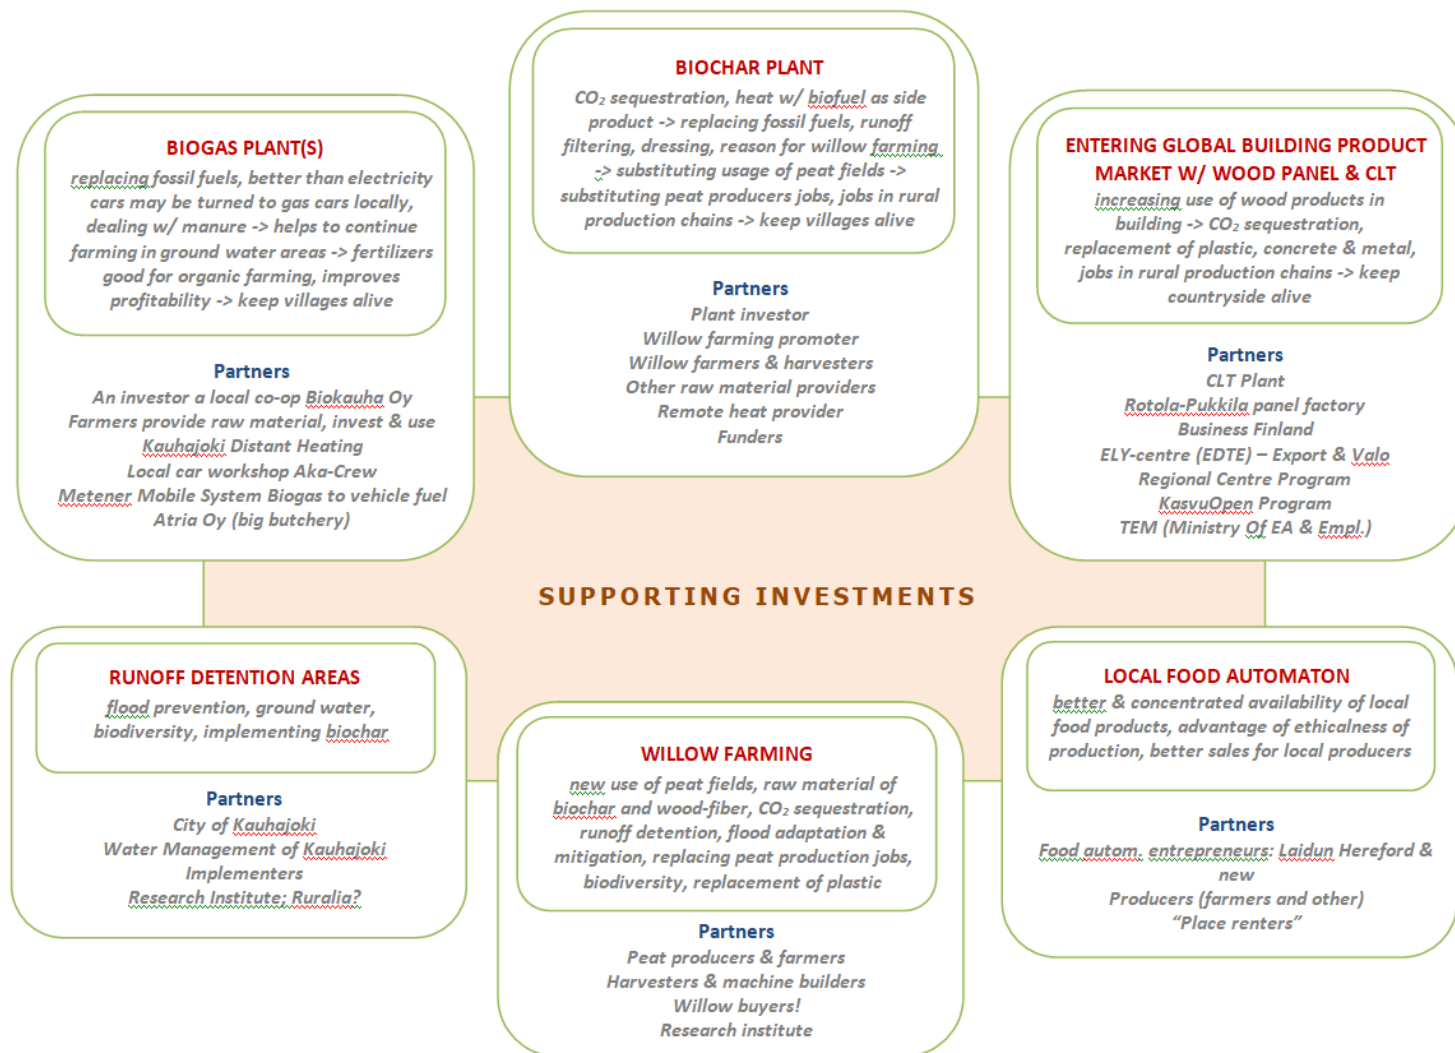 BIOGAS PLANT(S)
replacing fossil fuels, better than electricity
cars may be turned to gas cars locally,
dealing w/ manure -> helps to continue
farming in ground water areas -> fertilizers
good for organic farming, improves
profitability -> keep villages alive
Partners
An investor a local co-op Biokauha Oy
Farmers provide raw material, invest & use
Kauhajoki Distant Heating
Local car workshop Aka-Crew
Metener Mobile System Biogas to vehicle fuel
Atria Oy (big butchery)
BIOCHAR PLANT
CO₂ sequestration, heat w/ biofuel as side
product -> replacing fossil fuels, runoff
filtering, dressing, reason for willow farming
-> substituting usage of peat fields ->
substituting peat producers jobs, jobs in rural
production chains -> keep villages alive
Partners
Plant investor
Willow farming promoter
Willow farmers & harvesters
Other raw material providers
Remote heat provider
Funders
ENTERING GLOBAL BUILDING PRODUCT
MARKET W/ WOOD PANEL & CLT
increasing use of wood products in
building -> CO₂ sequestration,
replacement of plastic, concrete & metal,
jobs in rural production chains -> keep
countryside alive
Partners
CLT Plant
Rotola-Pukkila panel factory
Business Finland
ELY-centre (EDTE) – Export & Valo
Regional Centre Program
KasvuOpen Program
TEM (Ministry Of EA & Empl.)
SUPPORTING INVESTMENTS
RUNOFF DETENTION AREAS
flood prevention, ground water,
biodiversity, implementing biochar
Partners
City of Kauhajoki
Water Management of Kauhajoki
Implementers
Research Institute; Ruralia?
WILLOW FARMING
new use of peat fields, raw material of
biochar and wood-fiber, CO₂ sequestration,
runoff detention, flood adaptation &
mitigation, replacing peat production jobs,
biodiversity, replacement of plastic
Partners
Peat producers & farmers
Harvesters & machine builders
Willow buyers!
Research institute
LOCAL FOOD AUTOMATON
better & concentrated availability of local
food products, advantage of ethicalness of
production, better sales for local producers
Partners
Food autom. entrepreneurs: Laidun Hereford &
new
Producers (farmers and other)
“Place renters”